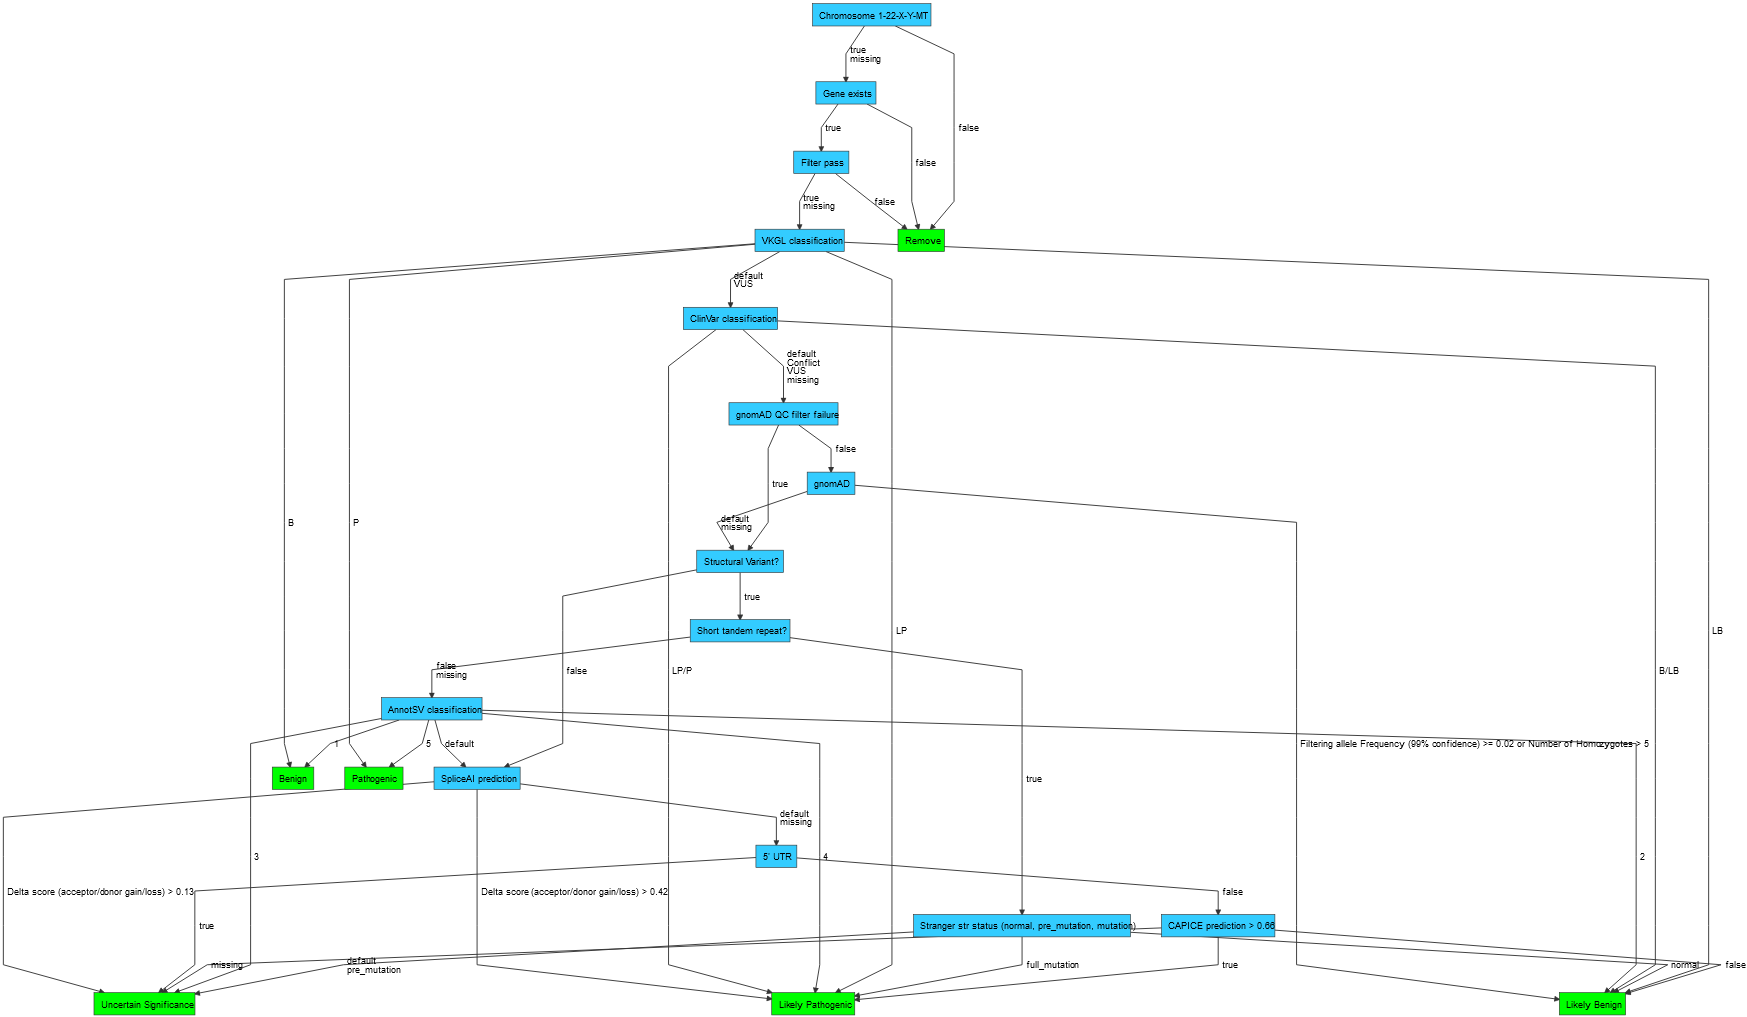 Chromosome 1-22-X-Y-MT
true
missing
Gene exists
true
false
false
Filter pass
true
missing
false
VKGL classification
Remove
default
VUS
ClinVar classification
default
Conflict
VUS
missing
gnomAD QC filter failure
false
gnomAD
true
default
missing
B
P
Structural Variant?
true
Short tandem repeat?
LP
LB
false
missing
false
LP/P
B/LB
AnnotSV classification
1
5
default
Filtering allele Frequency (99% confidence) >= 0.02 or Number of Homozygotes > 5
Benign
Pathogenic
SpliceAI prediction
true
default
missing
3
5' UTR
4
2
Delta score (acceptor/donor gain/loss) > 0.13
Delta score (acceptor/donor gain/loss) > 0.42
false
true
Stranger str status (normal, pre_mutation, mutation)
CAPICE prediction > 0.66
missing
default
pre_mutation
full_mutation
true
normal
false
Uncertain Significance
Likely Pathogenic
Likely Benign